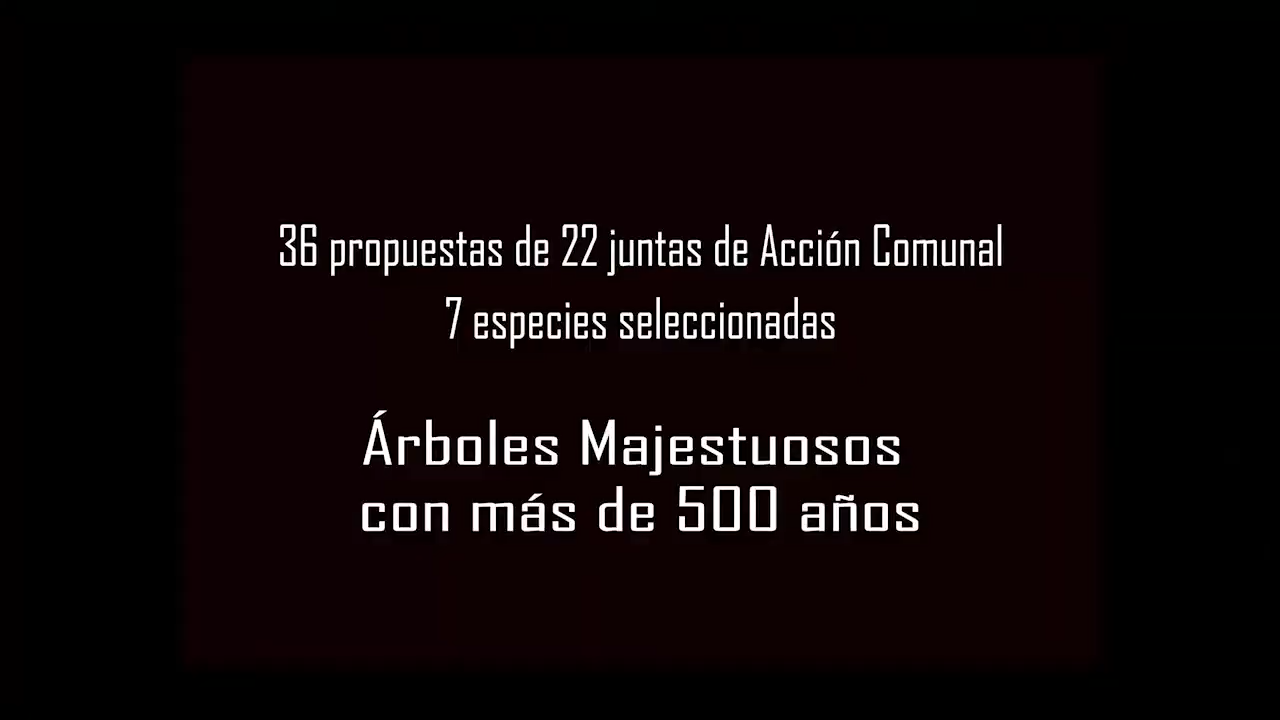 36 propuestas de 22 juntas de Acción Comunal
7 especies seleccionadas
Árboles Majestuosos
con más de 500 años